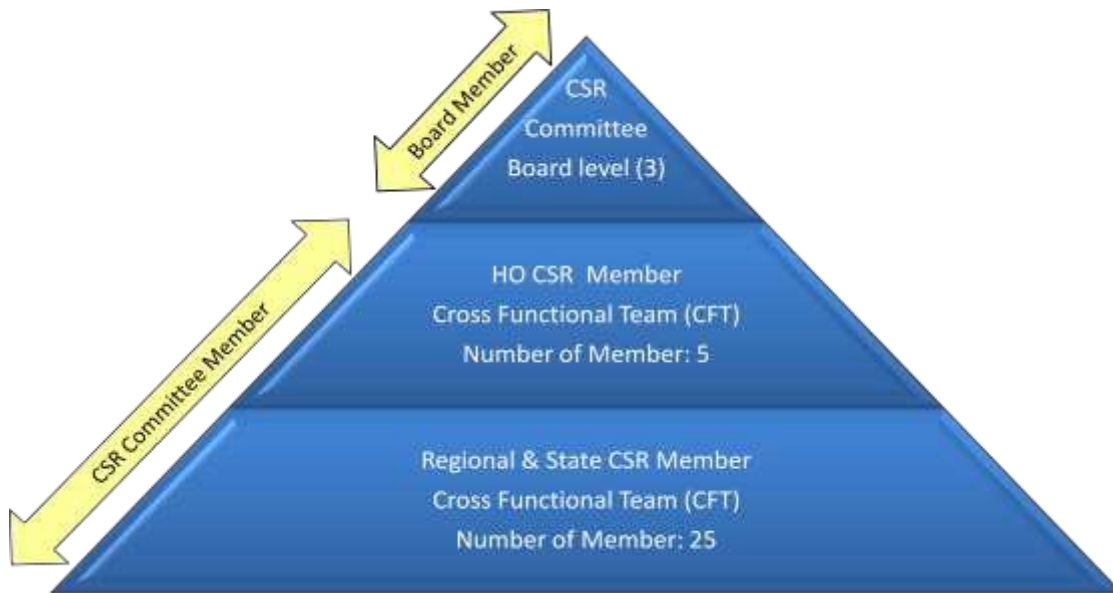 Board Member
CSR
Committee
Board level (3)
CSR Committee Member
HO CSR Member
Cross Functional Team (CFT)
Number of Member: 5
Regional & State CSR Member
Cross Functional Team (CFT)
Number of Member: 25